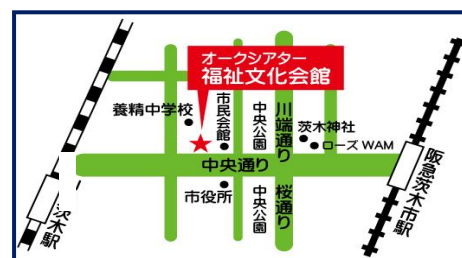 オークシアター
福祉文化会館
養精中学校
市民会館
中央公園
川端通り
茨木神社
ローズ WAM
中央通り
市役所
中央公園
桜通り
茨木駅
阪急茨木市駅